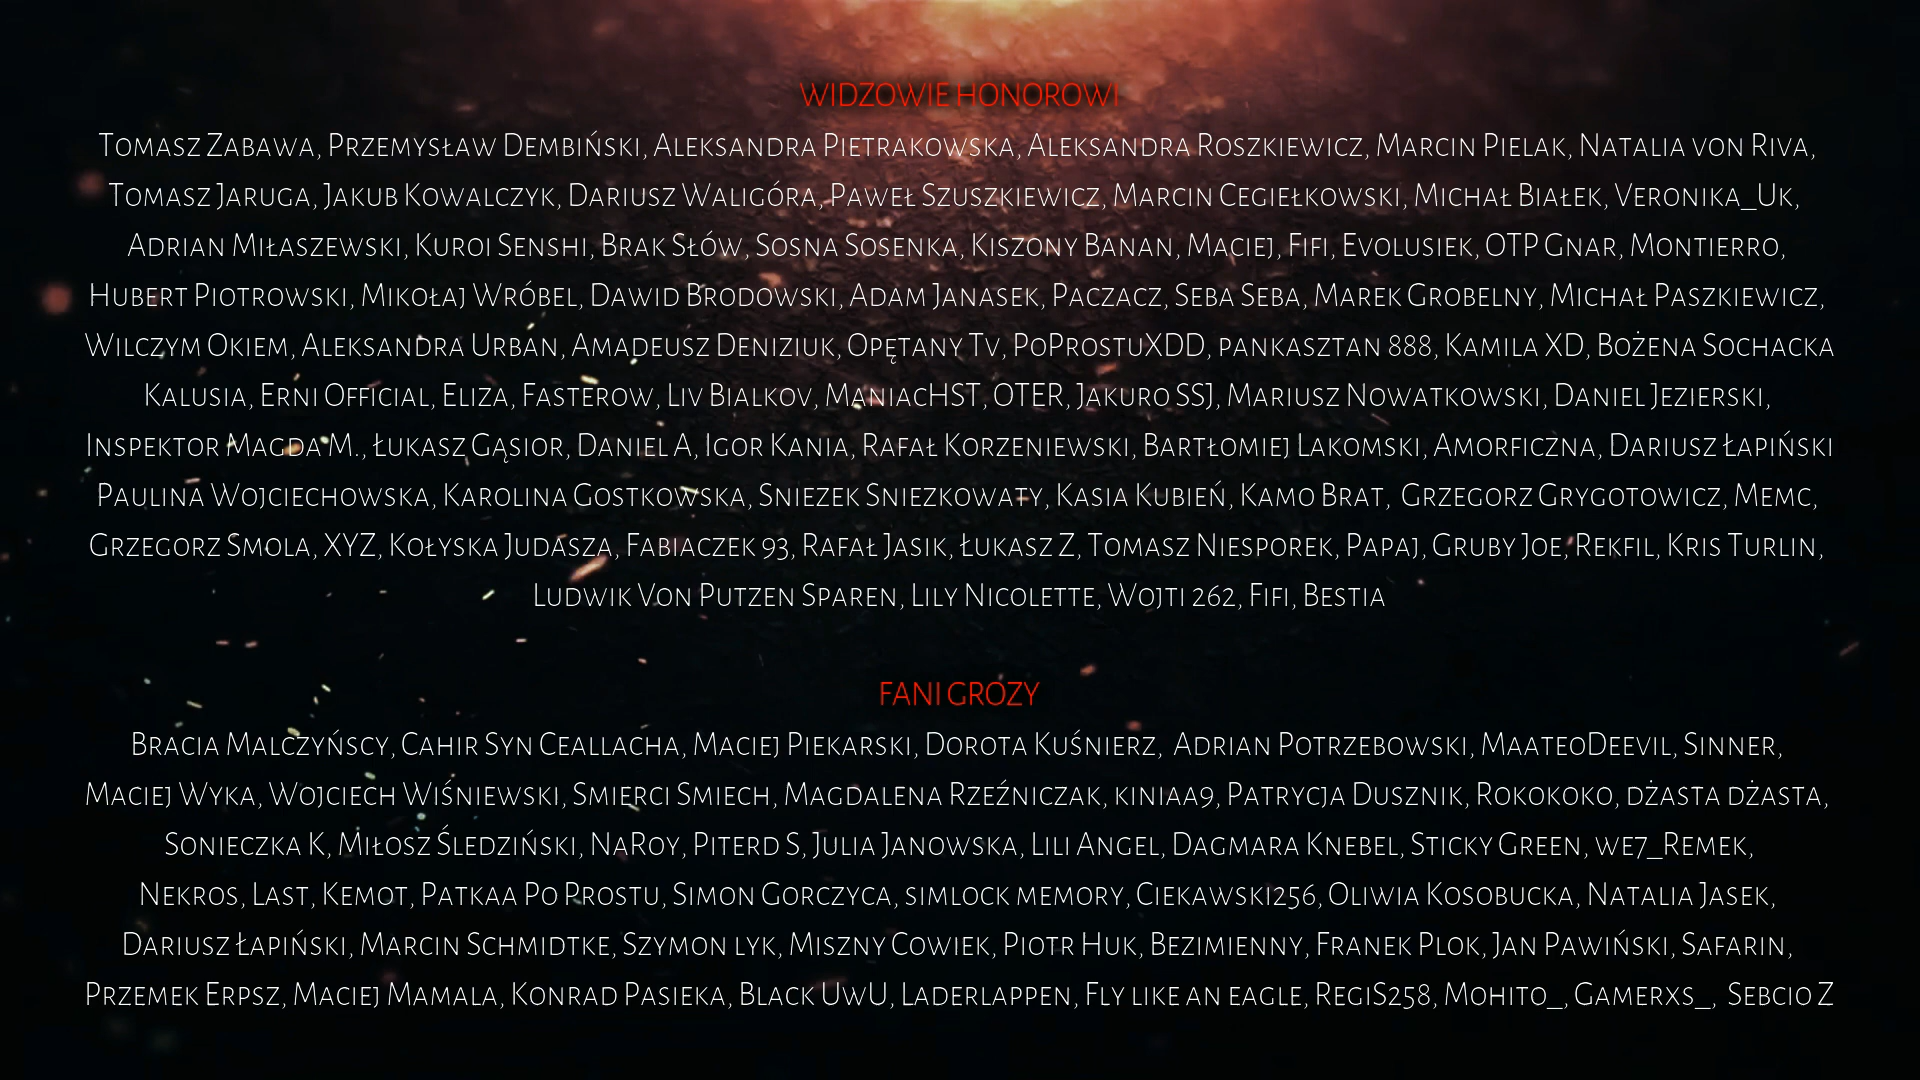 WIDZOWIE HONOROWI
Tomasz Zabawa, Przemysław Dembiński, Aleksandra Pietrakowska, Aleksandra Roszkiewicz, Marcin Pielak, Natalia von Riva,
Tomasz Jaruga, Jakub Kowalczyk, Dariusz Waligóra, Paweł Szuszkiewicz, Marcin Cegiełkowski, Michał Białek, Veronika_Uk,
Adrian Miłaszewski, Kuroi Senshi, Brak Słów, Sosna Sosenka, Kiszony Banan, Maciej, Fifi, Evolusiek, OTP Gnar, Montierro,
Hubert Piotrowski, Mikołaj Wróbel, Dawid Brodowski, Adam Janasek, Paczacz, Seba Seba, Marek Grobelny, Michał Paszkiewicz,
Wilczym Okiem, Aleksandra Urban, Amadeusz Deniziuk, Opętany Tv, PoProstuXDD, pankasztan 888, Kamila XD, Bożena Sochacka
Kalusia, Erni Official, Eliza, Fasterow, Liv Bialkov, ManiacHST, OTER, Jakuro SSJ, Mariusz Nowatkowski, Daniel Jezierski,
Inspektor Magda M., Łukasz Gąsior, Daniel A, Igor Kania, Rafał Korzeniewski, Bartłomiej Lakomski, Amorficzna, Dariusz Łapiński
Paulina Wojciechowska, Karolina Gostkowska, Sniezek Sniezkowaty, Kasia Kubień, Kamo Brat, Grzegorz Grygotowicz, Memc,
Grzegorz Smola, XYZ, Kołyska Judasza, Fabiaczek 93, Rafał Jasik, Łukasz Z, Tomasz Niesporek, Papaj, Gruby Joe, Rekfil, Kris Turlin,
Ludwik Von Putzen Sparen, Lily Nicolette, Wojti 262, Fifi, Bestia
FANI GROZY
Bracia Malczyńscy, Cahir Syn Ceallacha, Maciej Piekarski, Dorota Kuśnierz, Adrian Potrzebowski, MaateoDeevil, Sinner,
Maciej Wyka, Wojciech Wiśniewski, Smierci Smiech, Magdalena Rzeźniczak, kiniaa9, Patrycja Dusznik, Rokokoko, dżasta dżasta,
Sonieczka K, Miłosz Śledziński, NaRoy, Piterd S, Julia Janowska, Lili Angel, Dagmara Knebel, Sticky Green, we7_Remek,
Nekros, Last, Kemot, Patkaa Po Prostu, Simon Gorczyca, simlock memory, Ciekawski256, Oliwia Kosobucka, Natalia Jasek,
Dariusz Łapiński, Marcin Schmidtke, Szymon lyk, Miszny Cowiek, Piotr Huk, Bezimienny, Franek Plok, Jan Pawiński, Safarin,
Przemek Erpsz, Maciej Mamala, Konrad Pasieka, Black UwU, Laderlappen, Fly like an eagle, RegiS258, Mohito_, Gamerxs_, Sebcio Z